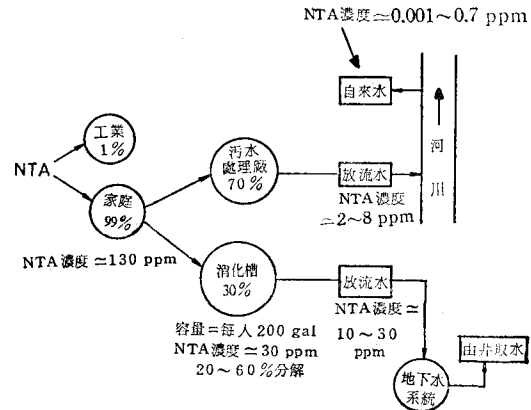 NTA濃度≃0.001~0.7 ppm
自來水
河
川
工業
1%
NTA
家庭
99%
NTA濃度≃130 ppm
污水
處理廠
70%
放流水
NTA濃度
≃2~8 ppm
消化槽
30%
容量=每人200 gal
NTA濃度≃30 ppm
20~60%分解
放流水
NTA濃度≃
10~30
ppm
地下水
系統
由井取水